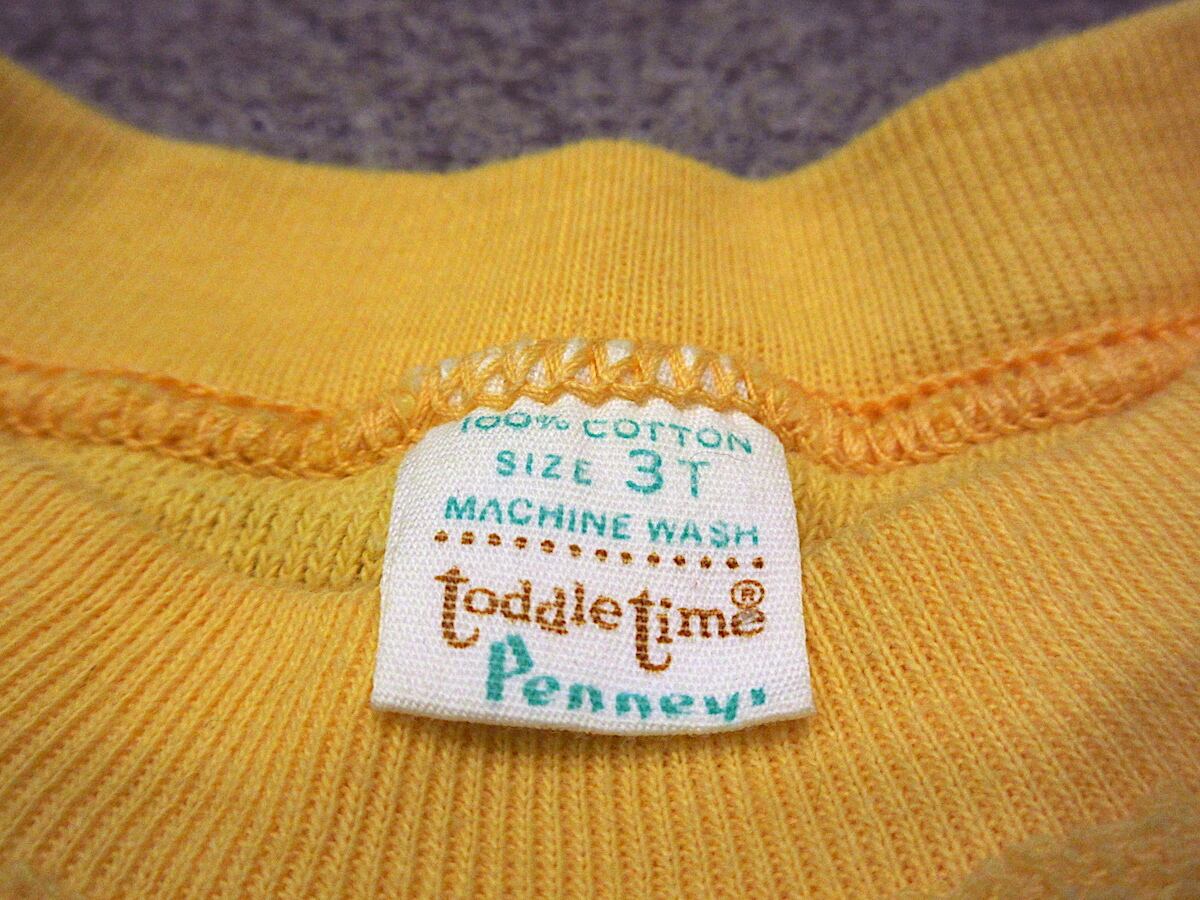 100% COTTON
SIZE 3T
MACHINE WASH
toddletime®
Penney's